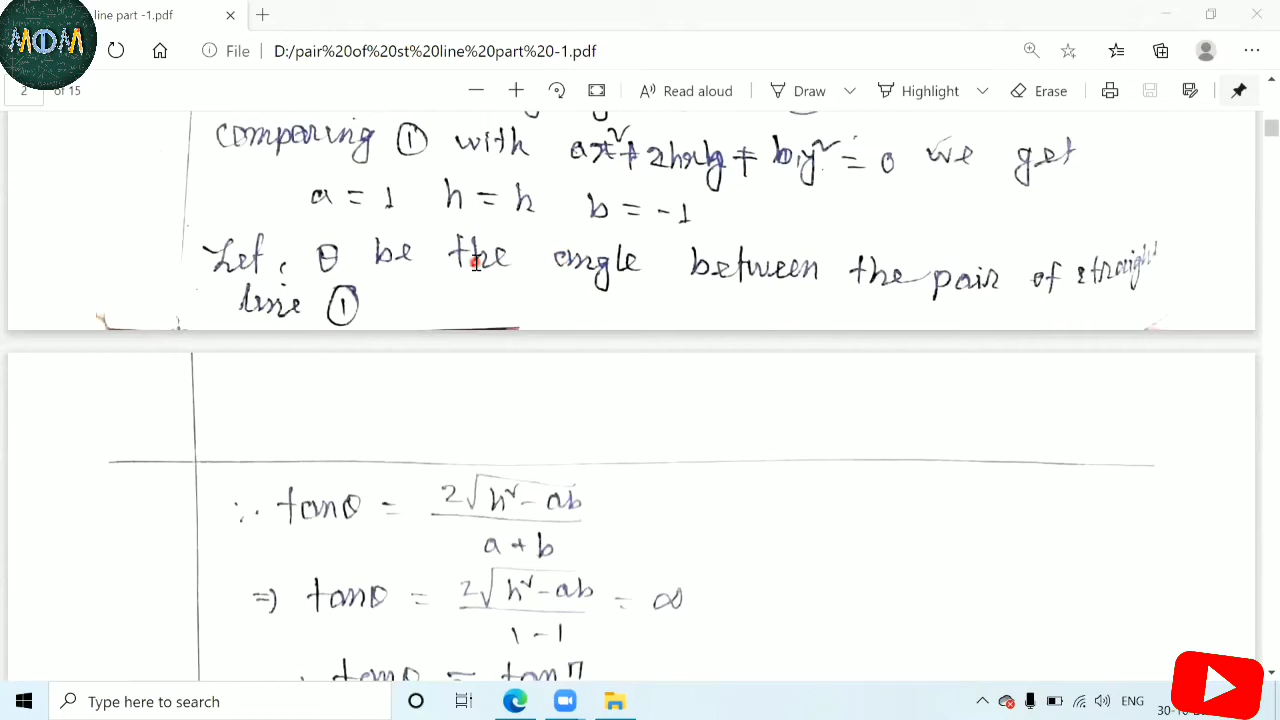 line part -1.pdf
MΦM
File D:/pair%20of%20st%20line%20part%20-1.pdf
2 of 15 Read aloud Draw Highlight Erase
comparing ① with ax²+2hxy+by²=0 we get
a = 1 h = h b = -1
Let, θ be the angle between the pair of straight
line ①
∵ tanθ = 2√h²-ab / a+b
⇒ tanθ = 2√h²-ab / 1-1 = ∞
tanθ = tan
Type here to search ENG